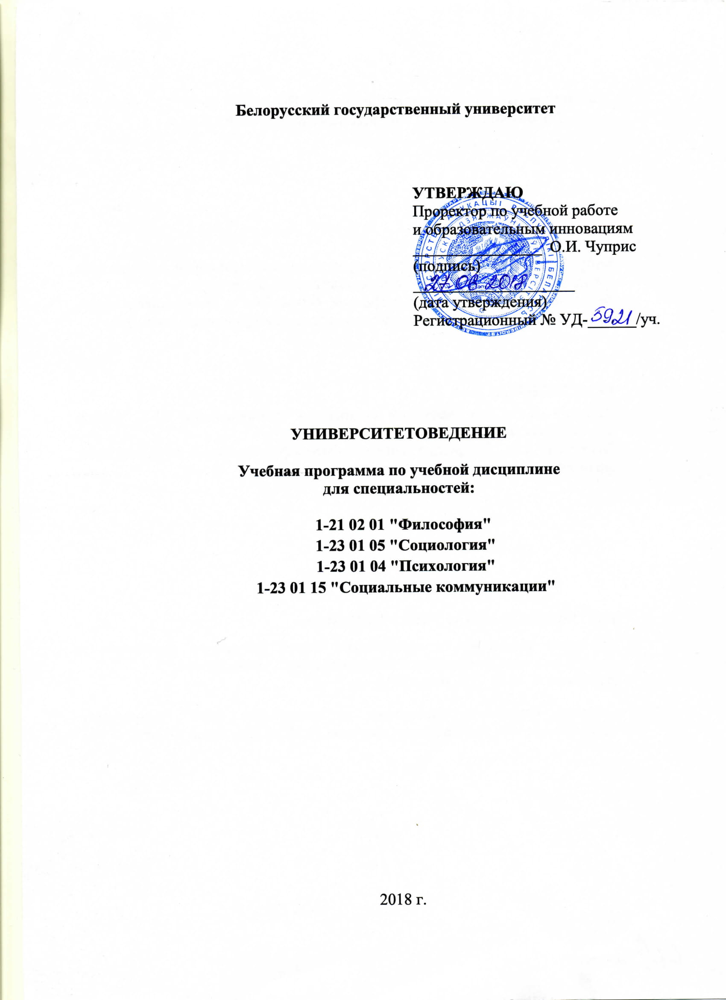 Белорусский государственный университет
УТВЕРЖДАЮ
Проректор по учебной работе
и образовательным инновациям
О.И. Чуприс
(подпись)
27.08.2018
(дата утверждения)
Регистрационный № УД-5921/уч.
УНИВЕРСИТЕТОВЕДЕНИЕ
Учебная программа по учебной дисциплине
для специальностей:
1-21 02 01 "Философия"
1-23 01 05 "Социология"
1-23 01 04 "Психология"
1-23 01 15 "Социальные коммуникации"
2018 г.